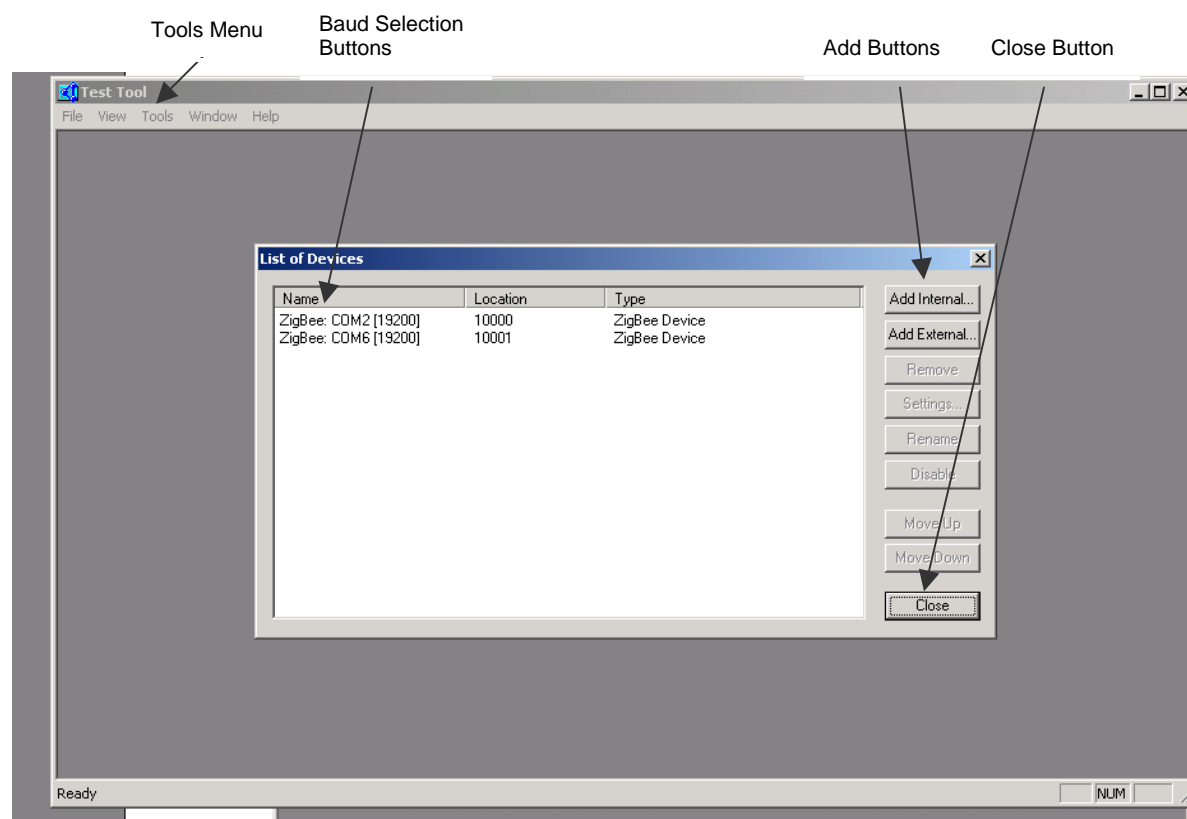 Tools Menu
Baud Selection
Buttons
Add Buttons
Close Button
Test Tool
File View Tools Window Help
List of Devices
Name Location Type
ZigBee: COM2 [19200] 10000 ZigBee Device
ZigBee: COM6 [19200] 10001 ZigBee Device
Add Internal...
Add External...
Remove
Settings...
Rename
Disable
Move Up
Move Down
Close
Ready
NUM